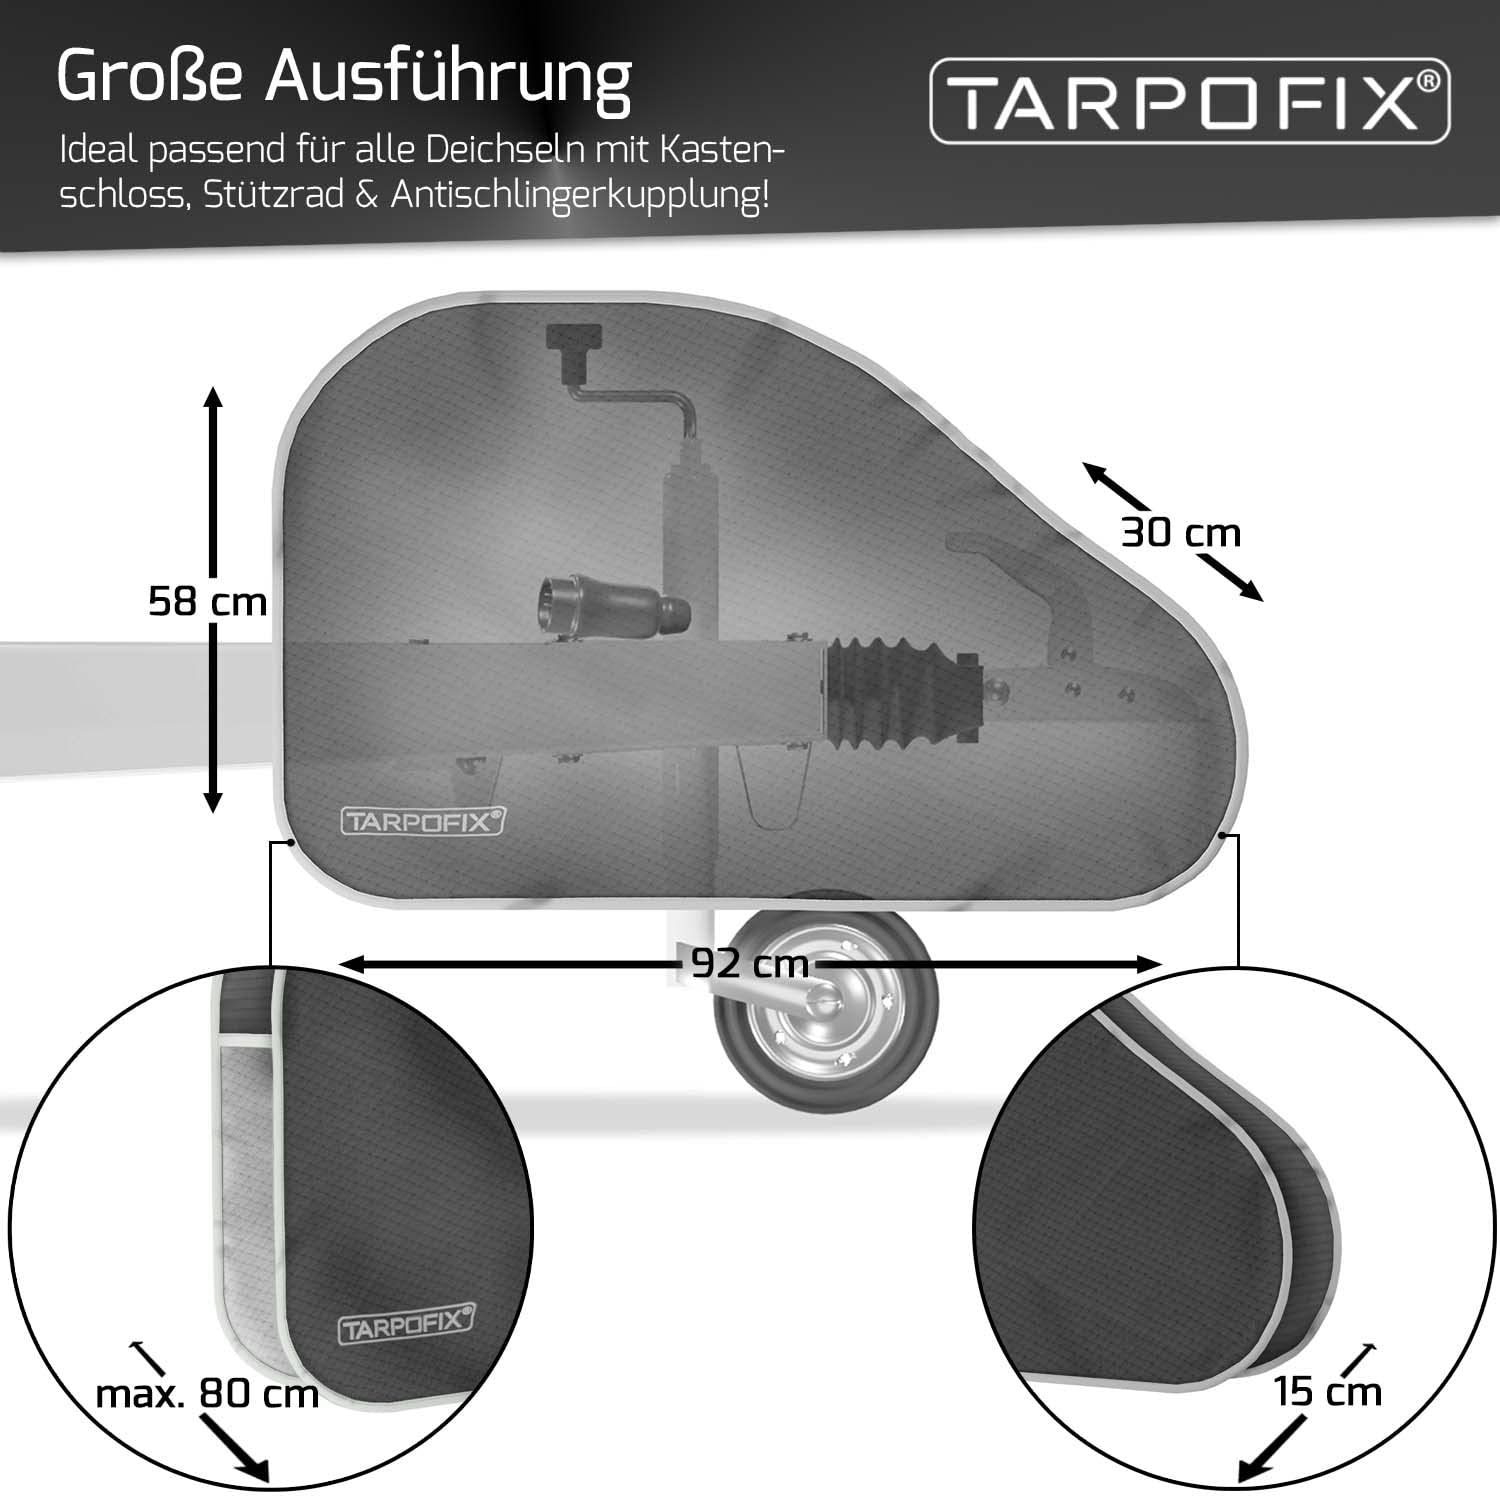 Große Ausführung
Ideal passend für alle Deichseln mit Kasten-
schloss, Stützrad & Antischlingerkupplung!
TARPOFIX®
30 cm
58 cm
TARPOFIX®
92 cm
TARPOFIX®
max. 80 cm
15 cm